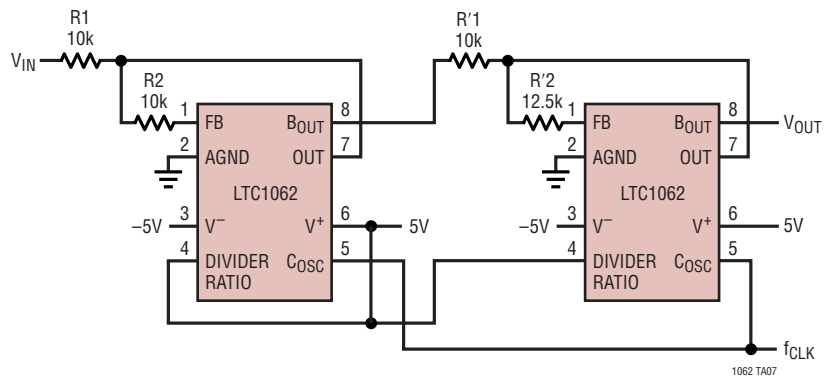 R1
10k
VIN
R2
10k
1
FB
BOUT
8
2
AGND
OUT
7
LTC1062
–5V
3
V–
V+
6
5V
4
DIVIDER
RATIO
COSC
5
R′1
10k
R′2
12.5k
1
FB
BOUT
8
VOUT
2
AGND
OUT
7
LTC1062
–5V
3
V–
V+
6
5V
4
DIVIDER
RATIO
COSC
5
fCLK
1062 TA07